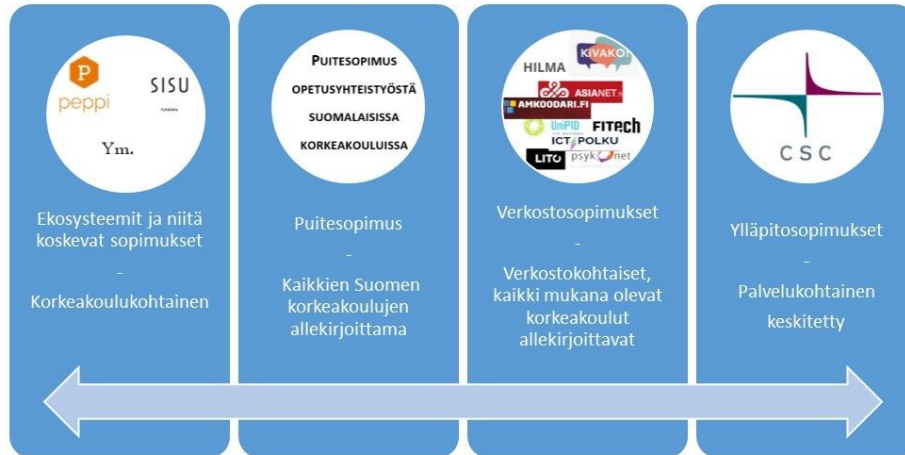 peppi
SISU
Ym.
Ekosysteemit ja niitä
koskevat sopimukset
-
Korkeakoulukohtainen
PUITESOPIMUS
OPETUSYHTEISTYÖSTÄ
SUOMALAISISSA
KORKEAKOULUISSA
Puitesopimus
-
Kaikkien Suomen
korkeakoulujen
allekirjoittama
KiVAKO!
HILMA
ASIANET
AMKOODARI.FI
UniPID
FITech
ICT POLKU
LITO
psykonet
Verkostosopimukset
-
Verkostokohtaiset,
kaikki mukana olevat
korkeakoulut
allekirjoittavat
CSC
Ylläpitosopimukset
-
Palvelukohtainen
keskitetty